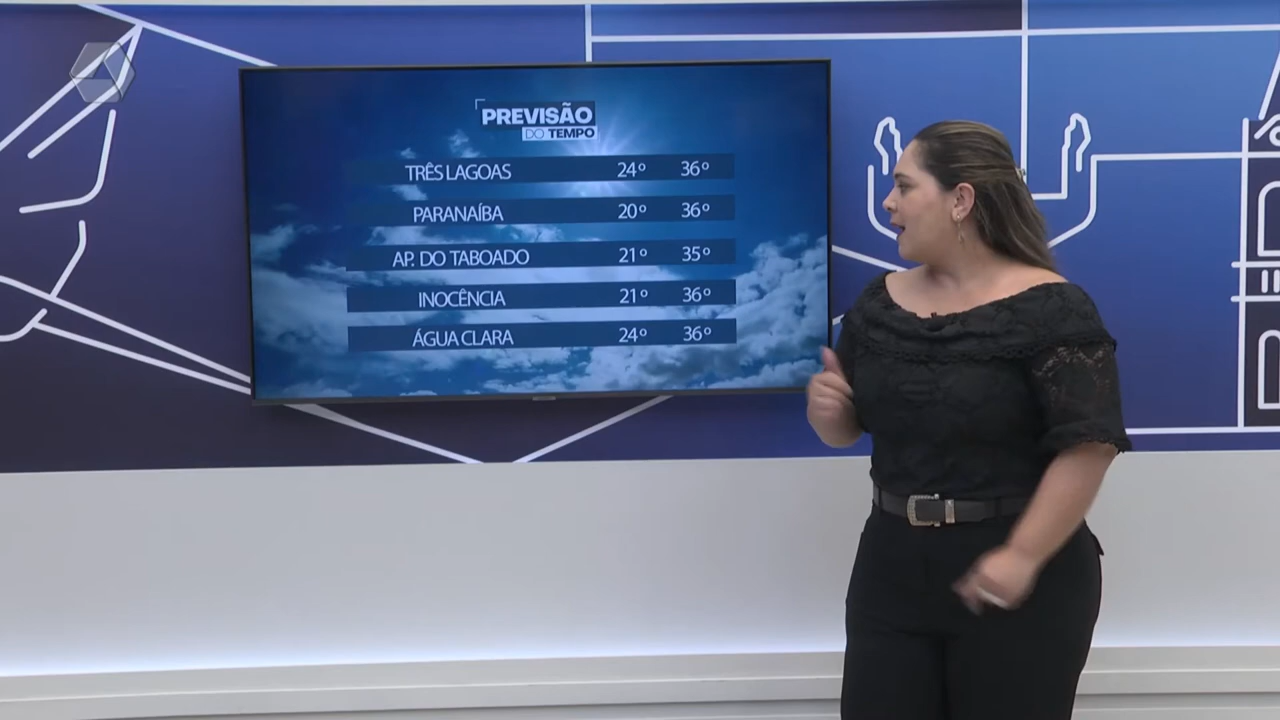 PREVISÃO
DO TEMPO
TRÊS LAGOAS 24º 36º
PARANAÍBA 20º 36º
AP. DO TABOADO 21º 35º
INOCÊNCIA 21º 36º
ÁGUA CLARA 24º 36º